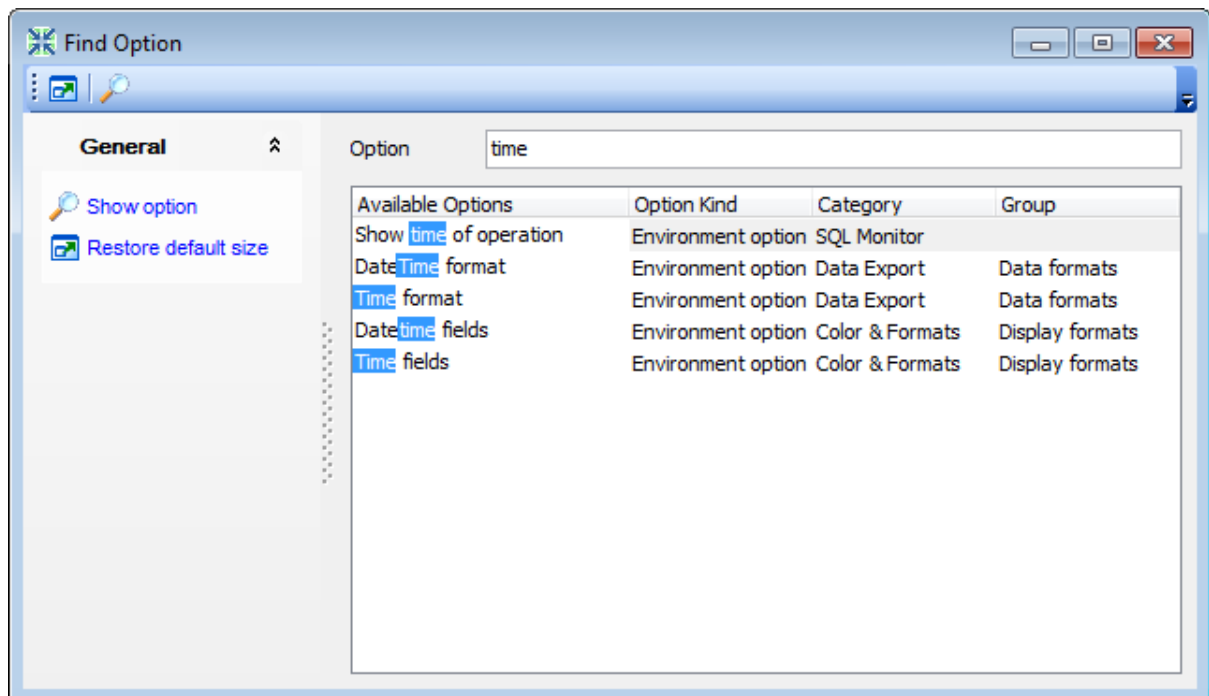 Find Option
General
Show option
Restore default size
Option time
Available Options Option Kind Category Group
Show time of operation Environment option SQL Monitor
DateTime format Environment option Data Export Data formats
Time format Environment option Data Export Data formats
Datetime fields Environment option Color & Formats Display formats
Time fields Environment option Color & Formats Display formats